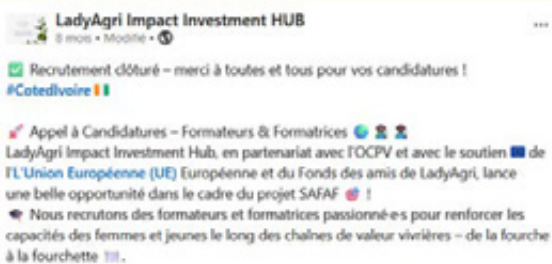 LadyAgri Impact Investment HUB
8 mois • Modifié •
✅ Recrutement clôturé – merci à toutes et tous pour vos candidatures !
#CotedIvoire 🇨🇮
🚀 Appel à Candidatures – Formateurs & Formatrices 🌍 👨‍🎓 👩‍🎓
LadyAgri Impact Investment Hub, en partenariat avec l'OCPV et avec le soutien 🇪🇺 de
l'L'Union Européenne (UE) Européenne et du Fonds des amis de LadyAgri, lance
une belle opportunité dans le cadre du projet SAFAF 🎯 !
🎓 Nous recrutons des formateurs et formatrices passionné·e·s pour renforcer les
capacités des femmes et jeunes le long des chaînes de valeur vivrières – de la fourche
à la fourchette 🍽️.